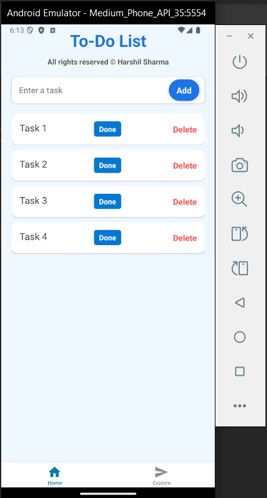 Android Emulator - Medium_Phone_API_35:5554
6:13
To-Do List
All rights reserved © Harshil Sharma
Enter a task
Add
Task 1 Done Delete
Task 2 Done Delete
Task 3 Done Delete
Task 4 Done Delete
Home Explore